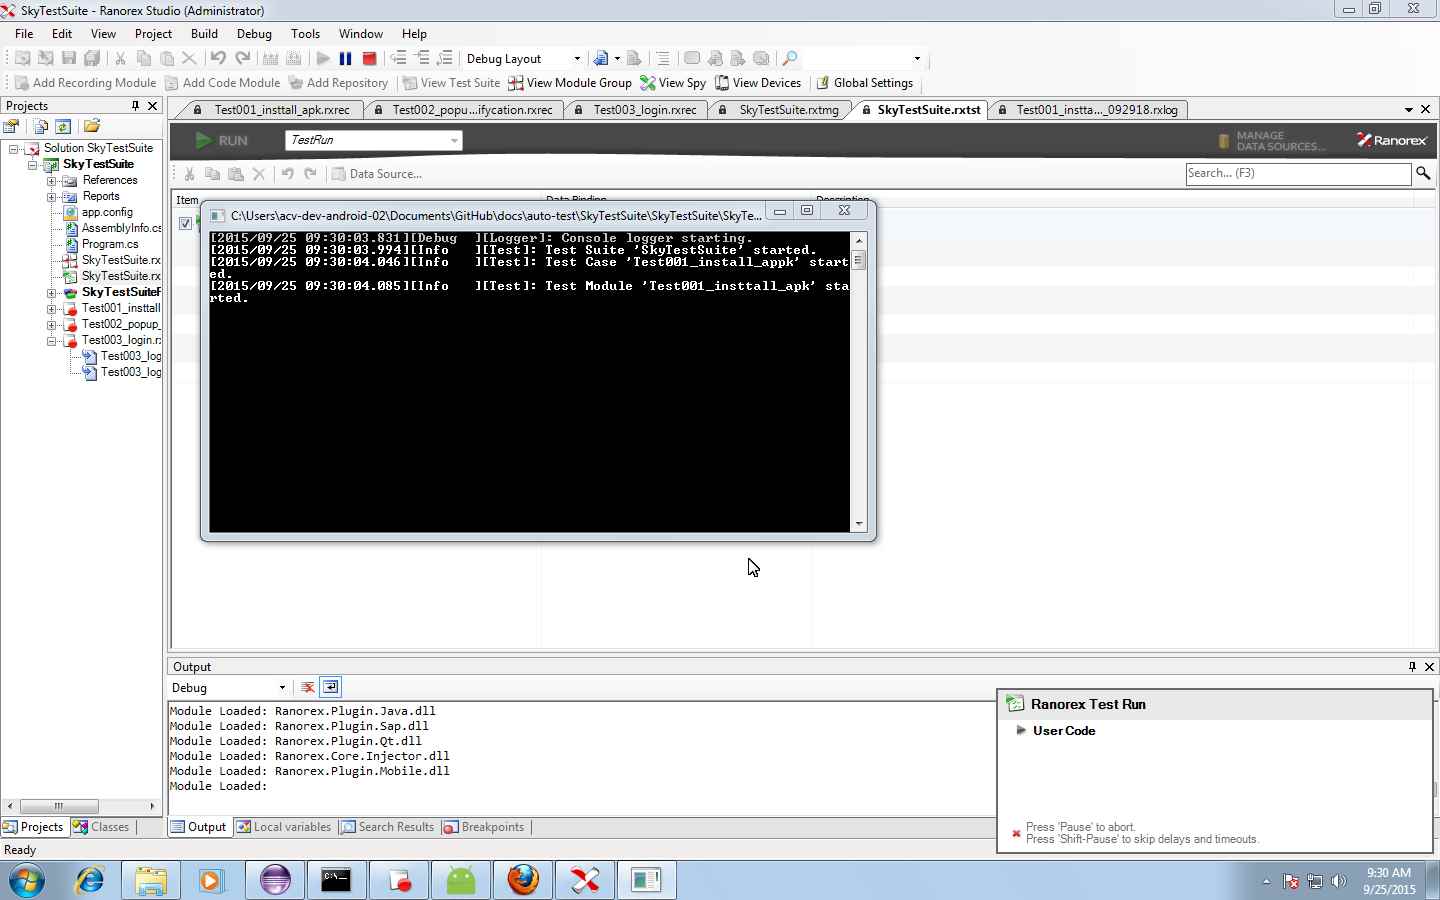 SkyTestSuite - Ranorex Studio (Administrator)
File Edit View Project Build Debug Tools Window Help
Debug Layout
Add Recording Module Add Code Module Add Repository View Test Suite View Module Group View Spy View Devices Global Settings
Projects
Test001_insttall_apk.rxrec Test002_popu...ifycation.rxrec Test003_login.rxrec SkyTestSuite.rxtmg SkyTestSuite.rxtst Test001_instta..._092918.rxlog
RUN
TestRun
MANAGE
DATA SOURCES...
Ranorex
Data Source...
Search... (F3)
Item Data Binding Description
Solution SkyTestSuite
SkyTestSuite
References
Reports
app.config
AssemblyInfo.cs
Program.cs
SkyTestSuite.rx
SkyTestSuite.rx
SkyTestSuiteR
Test001_insttall
Test002_popup_
Test003_login.rx
Test003_log
Test003_log
C:\Users\acv-dev-android-02\Documents\GitHub\docs\auto-test\SkyTestSuite\SkyTestSuite\SkyTe...
[2015/09/25 09:30:03.831][Debug  ][Logger]: Console logger starting.
[2015/09/25 09:30:03.994][Info   ][Test]: Test Suite 'SkyTestSuite' started.
[2015/09/25 09:30:04.046][Info   ][Test]: Test Case 'Test001_install_appk' start
ed.
[2015/09/25 09:30:04.085][Info   ][Test]: Test Module 'Test001_insttall_apk' sta
rted.
Output
Debug
Module Loaded: Ranorex.Plugin.Java.dll
Module Loaded: Ranorex.Plugin.Sap.dll
Module Loaded: Ranorex.Plugin.Qt.dll
Module Loaded: Ranorex.Core.Injector.dll
Module Loaded: Ranorex.Plugin.Mobile.dll
Module Loaded:
Ranorex Test Run
User Code
Press 'Pause' to abort.
Press 'Shift-Pause' to skip delays and timeouts.
Projects Classes
Output Local variables Search Results Breakpoints
Ready
C:\_
9:30 AM
9/25/2015